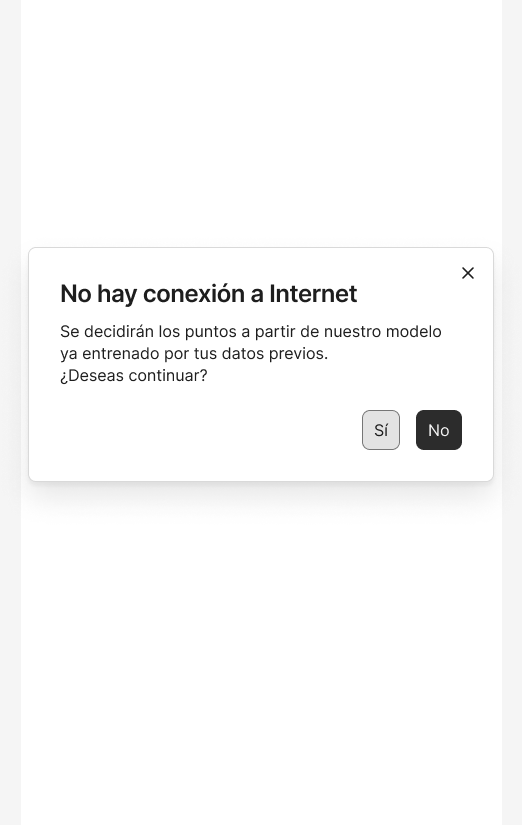 No hay conexión a Internet
Se decidirán los puntos a partir de nuestro modelo
ya entrenado por tus datos previos.
¿Deseas continuar?
Sí
No